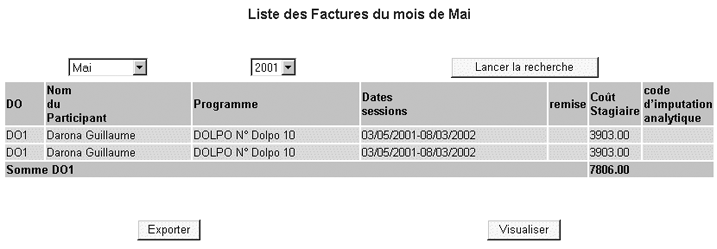 Liste des Factures du mois de Mai
Mai 2001 Lancer la recherche
DO Nom du Participant Programme Dates sessions remise Coût Stagiaire code d'imputation analytique
DO1 Darona Guillaume DOLPO N° Dolpo 10 03/05/2001-08/03/2002 3903.00
DO1 Darona Guillaume DOLPO N° Dolpo 10 03/05/2001-08/03/2002 3903.00
Somme DO1 7806.00
Exporter Visualiser